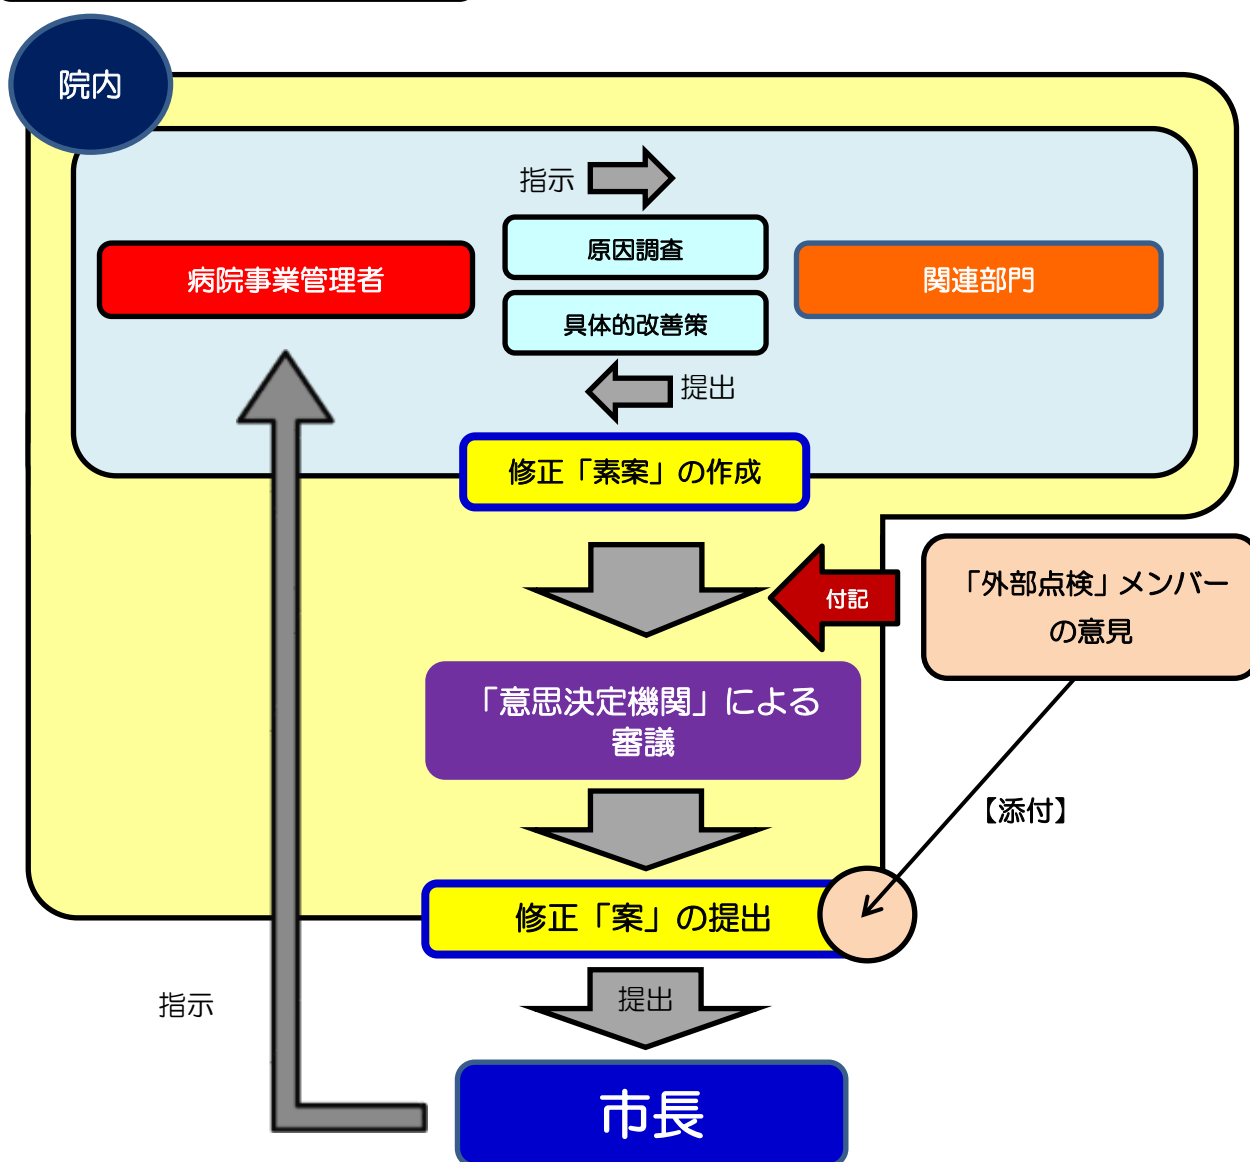 院内
指示
原因調査
病院事業管理者
関連部門
具体的改善策
提出
修正「素案」の作成
「外部点検」メンバー
の意見
付記
「意思決定機関」による
審議
【添付】
修正「案」の提出
提出
指示
市長